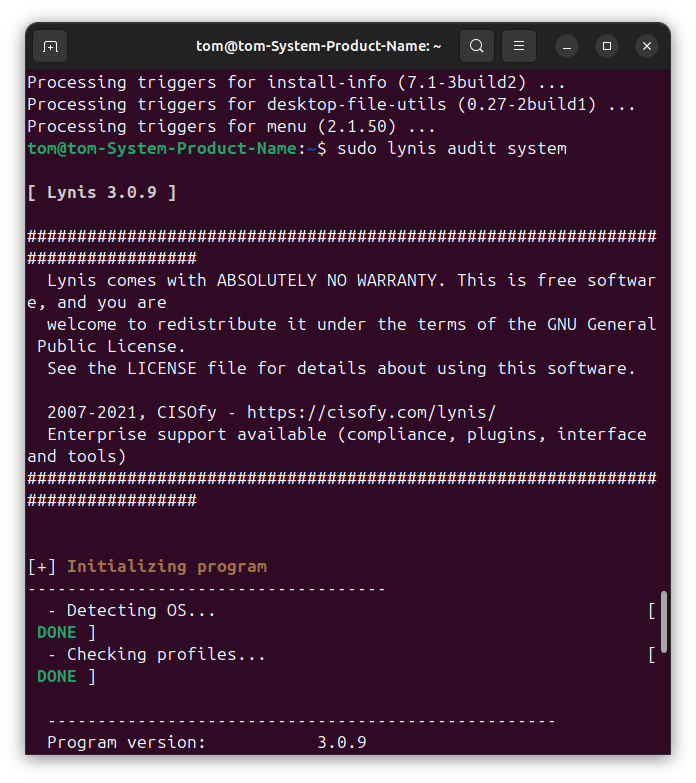 tom@tom-System-Product-Name: ~
Processing triggers for install-info (7.1-3build2) ...
Processing triggers for desktop-file-utils (0.27-2build1) ...
Processing triggers for menu (2.1.50) ...
tom@tom-System-Product-Name:~$ sudo lynis audit system
[ Lynis 3.0.9 ]
###############################################################
#################
  Lynis comes with ABSOLUTELY NO WARRANTY. This is free softwar
e, and you are
  welcome to redistribute it under the terms of the GNU General
 Public License.
  See the LICENSE file for details about using this software.
  2007-2021, CISOfy - https://cisofy.com/lynis/
  Enterprise support available (compliance, plugins, interface
and tools)
###############################################################
#################
[+] Initializing program
------------------------------------
  - Detecting OS...                                           [
 DONE ]
  - Checking profiles...                                      [
 DONE ]
  ---------------------------------------------------
  Program version:           3.0.9